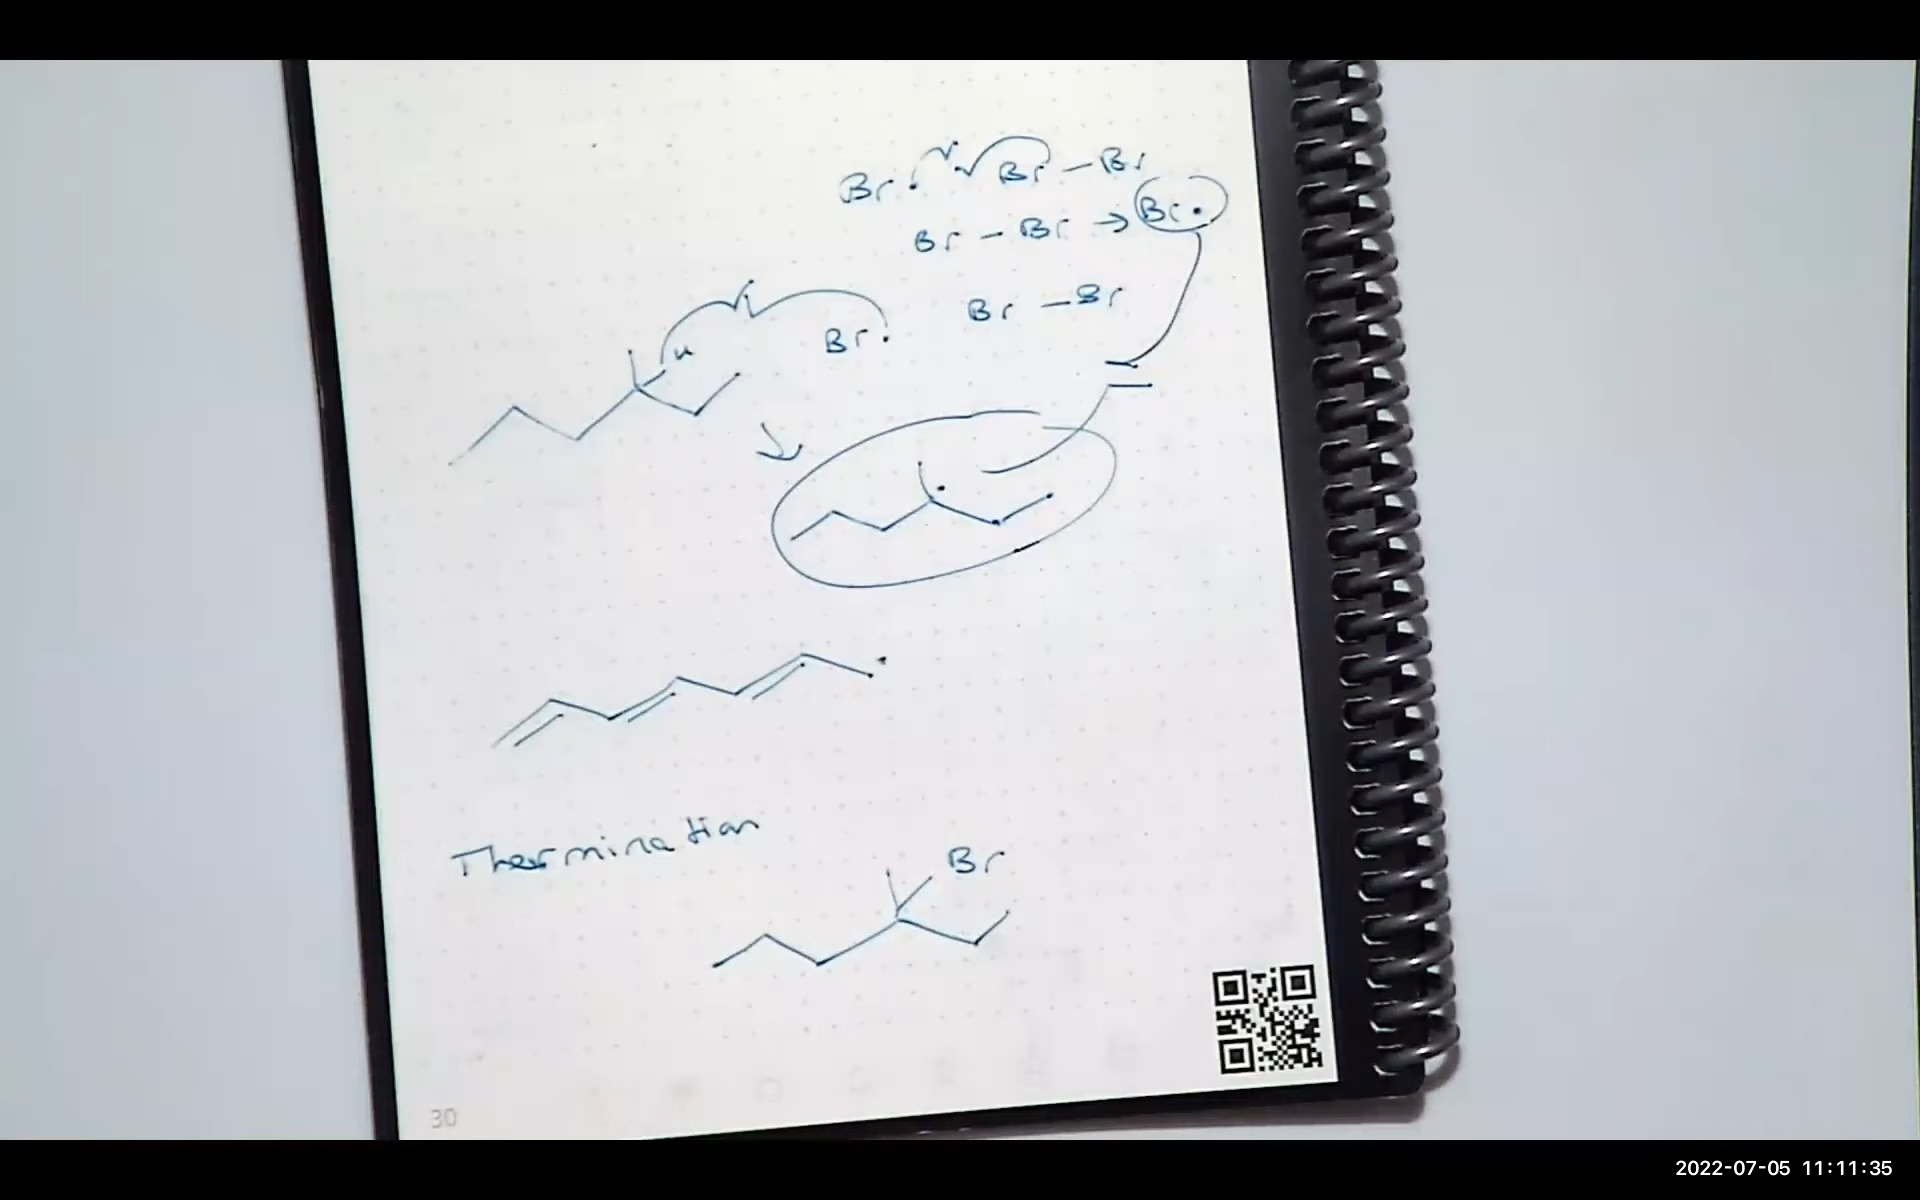 Br. Br - Br
Br - Br → Br.
Br - Br
H
Br.
Thermination
Br
30
2022-07-05 11:11:35